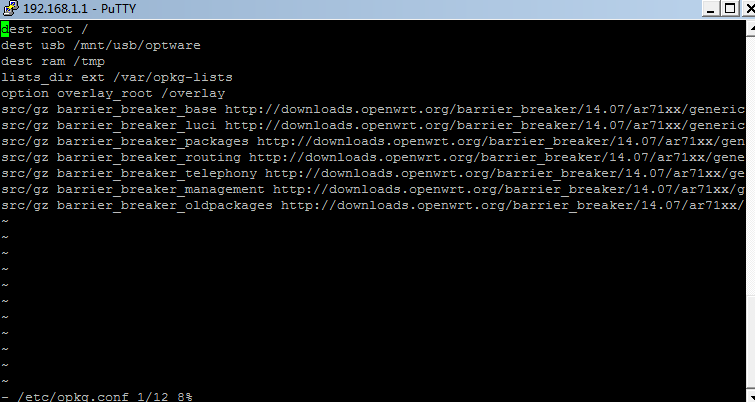 192.168.1.1 - PuTTY
dest root /
dest usb /mnt/usb/optware
dest ram /tmp
lists_dir ext /var/opkg-lists
option overlay_root /overlay
src/gz barrier_breaker_base http://downloads.openwrt.org/barrier_breaker/14.07/ar71xx/generic
src/gz barrier_breaker_luci http://downloads.openwrt.org/barrier_breaker/14.07/ar71xx/generic
src/gz barrier_breaker_packages http://downloads.openwrt.org/barrier_breaker/14.07/ar71xx/gen
src/gz barrier_breaker_routing http://downloads.openwrt.org/barrier_breaker/14.07/ar71xx/gene
src/gz barrier_breaker_telephony http://downloads.openwrt.org/barrier_breaker/14.07/ar71xx/ge
src/gz barrier_breaker_management http://downloads.openwrt.org/barrier_breaker/14.07/ar71xx/g
src/gz barrier_breaker_oldpackages http://downloads.openwrt.org/barrier_breaker/14.07/ar71xx/
~
~
~
~
~
~
~
~
~
~
~
- /etc/opkg.conf 1/12 8%